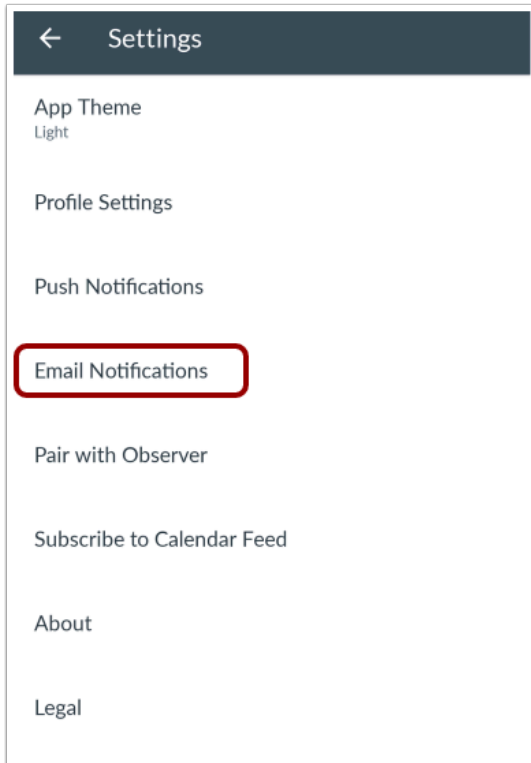 Settings
App Theme
Light
Profile Settings
Push Notifications
Email Notifications
Pair with Observer
Subscribe to Calendar Feed
About
Legal